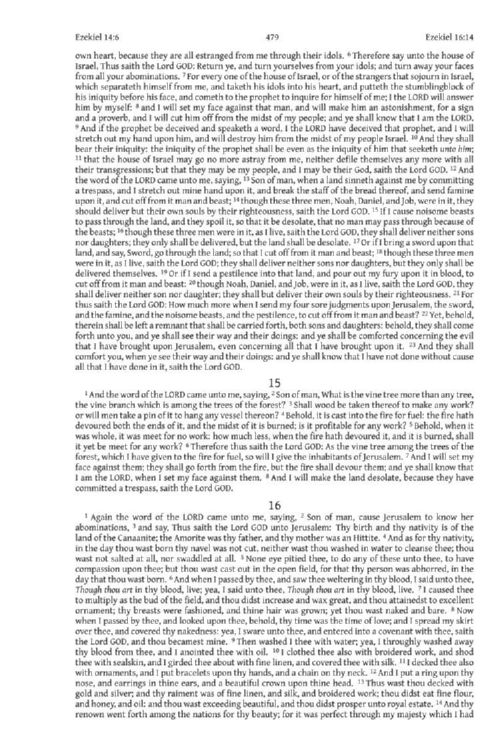 Ezekiel 14:6 479 Ezekiel 16:14
own heart, because they are all estranged from me through their idols. 6 Therefore say unto the house of
Israel, Thus saith the Lord GOD: Return ye, and turn yourselves from your idols; and turn away your faces
from all your abominations. 7 For every one of the house of Israel, or of the strangers that sojourn in Israel,
which separateth himself from me, and taketh his idols into his heart, and putteth the stumblingblock of
his iniquity before his face, and cometh to the prophet to inquire for himself of me; I the LORD will answer
him by myself: 8 and I will set my face against that man, and will make him an astonishment, for a sign
and a proverb, and I will cut him off from the midst of my people; and ye shall know that I am the LORD.
9 And if the prophet be deceived and speaketh a word, I the LORD have deceived that prophet, and I will
stretch out my hand upon him, and will destroy him from the midst of my people Israel. 10 And they shall
bear their iniquity: the iniquity of the prophet shall be even as the iniquity of him that seeketh unto him;
11 that the house of Israel may go no more astray from me, neither defile themselves any more with all
their transgressions; but that they may be my people, and I may be their God, saith the Lord GOD. 12 And
the word of the LORD came unto me, saying, 13 Son of man, when a land sinneth against me by committing
a trespass, and I stretch out mine hand upon it, and break the staff of the bread thereof, and send famine
upon it, and cut off from it man and beast; 14 though these three men, Noah, Daniel, and Job, were in it, they
should deliver but their own souls by their righteousness, saith the Lord GOD. 15 If I cause noisome beasts
to pass through the land, and they spoil it, so that it be desolate, that no man may pass through because of
the beasts; 16 though these three men were in it, as I live, saith the Lord GOD, they shall deliver neither sons
nor daughters; they only shall be delivered, but the land shall be desolate. 17 Or if I bring a sword upon that
land, and say, Sword, go through the land; so that I cut off from it man and beast; 18 though these three men
were in it, as I live, saith the Lord GOD, they shall deliver neither sons nor daughters, but they only shall be
delivered themselves. 19 Or if I send a pestilence into that land, and pour out my fury upon it in blood, to
cut off from it man and beast: 20 though Noah, Daniel, and Job, were in it, as I live, saith the Lord GOD, they
shall deliver neither son nor daughter; they shall but deliver their own souls by their righteousness. 21 For
thus saith the Lord GOD: How much more when I send my four sore judgments upon Jerusalem, the sword,
and the famine, and the noisome beasts, and the pestilence, to cut off from it man and beast? 22 Yet, behold,
therein shall be left a remnant that shall be carried forth, both sons and daughters: behold, they shall come
forth unto you, and ye shall see their way and their doings: and ye shall be comforted concerning the evil
that I have brought upon Jerusalem, even concerning all that I have brought upon it. 23 And they shall
comfort you, when ye see their way and their doings: and ye shall know that I have not done without cause
all that I have done in it, saith the Lord GOD.
15
1 And the word of the LORD came unto me, saying, 2 Son of man, What is the vine tree more than any tree,
the vine branch which is among the trees of the forest? 3 Shall wood be taken thereof to make any work?
or will men take a pin of it to hang any vessel thereon? 4 Behold, it is cast into the fire for fuel: the fire hath
devoured both the ends of it, and the midst of it is burned; is it profitable for any work? 5 Behold, when it
was whole, it was meet for no work: how much less, when the fire hath devoured it, and it is burned, shall
it yet be meet for any work? 6 Therefore thus saith the Lord GOD: As the vine tree among the trees of the
forest, which I have given to the fire for fuel, so will I give the inhabitants of Jerusalem. 7 And I will set my
face against them; they shall go forth from the fire, but the fire shall devour them; and ye shall know that
I am the LORD, when I set my face against them. 8 And I will make the land desolate, because they have
committed a trespass, saith the Lord GOD.
16
1 Again the word of the LORD came unto me, saying, 2 Son of man, cause Jerusalem to know her
abominations, 3 and say, Thus saith the Lord GOD unto Jerusalem: Thy birth and thy nativity is of the
land of the Canaanite; the Amorite was thy father, and thy mother was an Hittite. 4 And as for thy nativity,
in the day thou wast born thy navel was not cut, neither wast thou washed in water to cleanse thee; thou
wast not salted at all, nor swaddled at all. 5 None eye pitied thee, to do any of these unto thee, to have
compassion upon thee; but thou wast cast out in the open field, for that thy person was abhorred, in the
day that thou wast born. 6 And when I passed by thee, and saw thee weltering in thy blood, I said unto thee,
Though thou art in thy blood, live; yea, I said unto thee, Though thou art in thy blood, live. 7 I caused thee
to multiply as the bud of the field, and thou didst increase and wax great, and thou attainedst to excellent
ornament; thy breasts were fashioned, and thine hair was grown; yet thou wast naked and bare. 8 Now
when I passed by thee, and looked upon thee, behold, thy time was the time of love; and I spread my skirt
over thee, and covered thy nakedness: yea, I sware unto thee, and entered into a covenant with thee, saith
the Lord GOD, and thou becamest mine. 9 Then washed I thee with water; yea, I throughly washed away
thy blood from thee, and I anointed thee with oil. 10 I clothed thee also with broidered work, and shod
thee with sealskin, and I girded thee about with fine linen, and covered thee with silk. 11 I decked thee also
with ornaments, and I put bracelets upon thy hands, and a chain on thy neck. 12 And I put a ring upon thy
nose, and earrings in thine ears, and a beautiful crown upon thine head. 13 Thus wast thou decked with
gold and silver; and thy raiment was of fine linen, and silk, and broidered work; thou didst eat fine flour,
and honey, and oil: and thou wast exceeding beautiful, and thou didst prosper unto royal estate. 14 And thy
renown went forth among the nations for thy beauty; for it was perfect through my majesty which I had